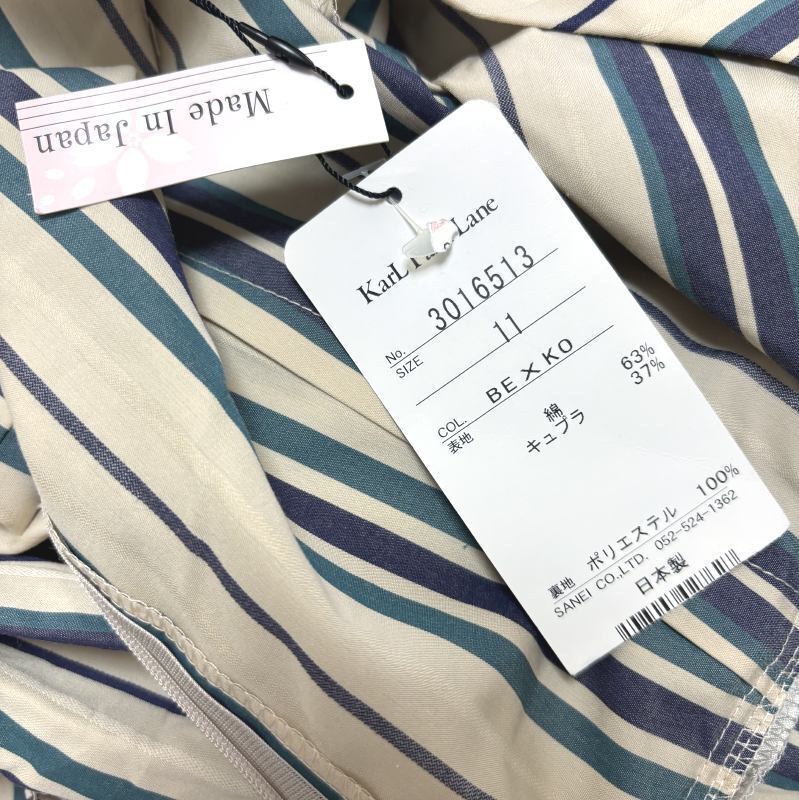 Made In Japan
KarL Lane
No. 3016513
SIZE 11
COL. BE×KO
表地 綿 63%
キュプラ 37%
裏地 ポリエステル 100%
SANEI CO.,LTD. 052-524-1362
日本製